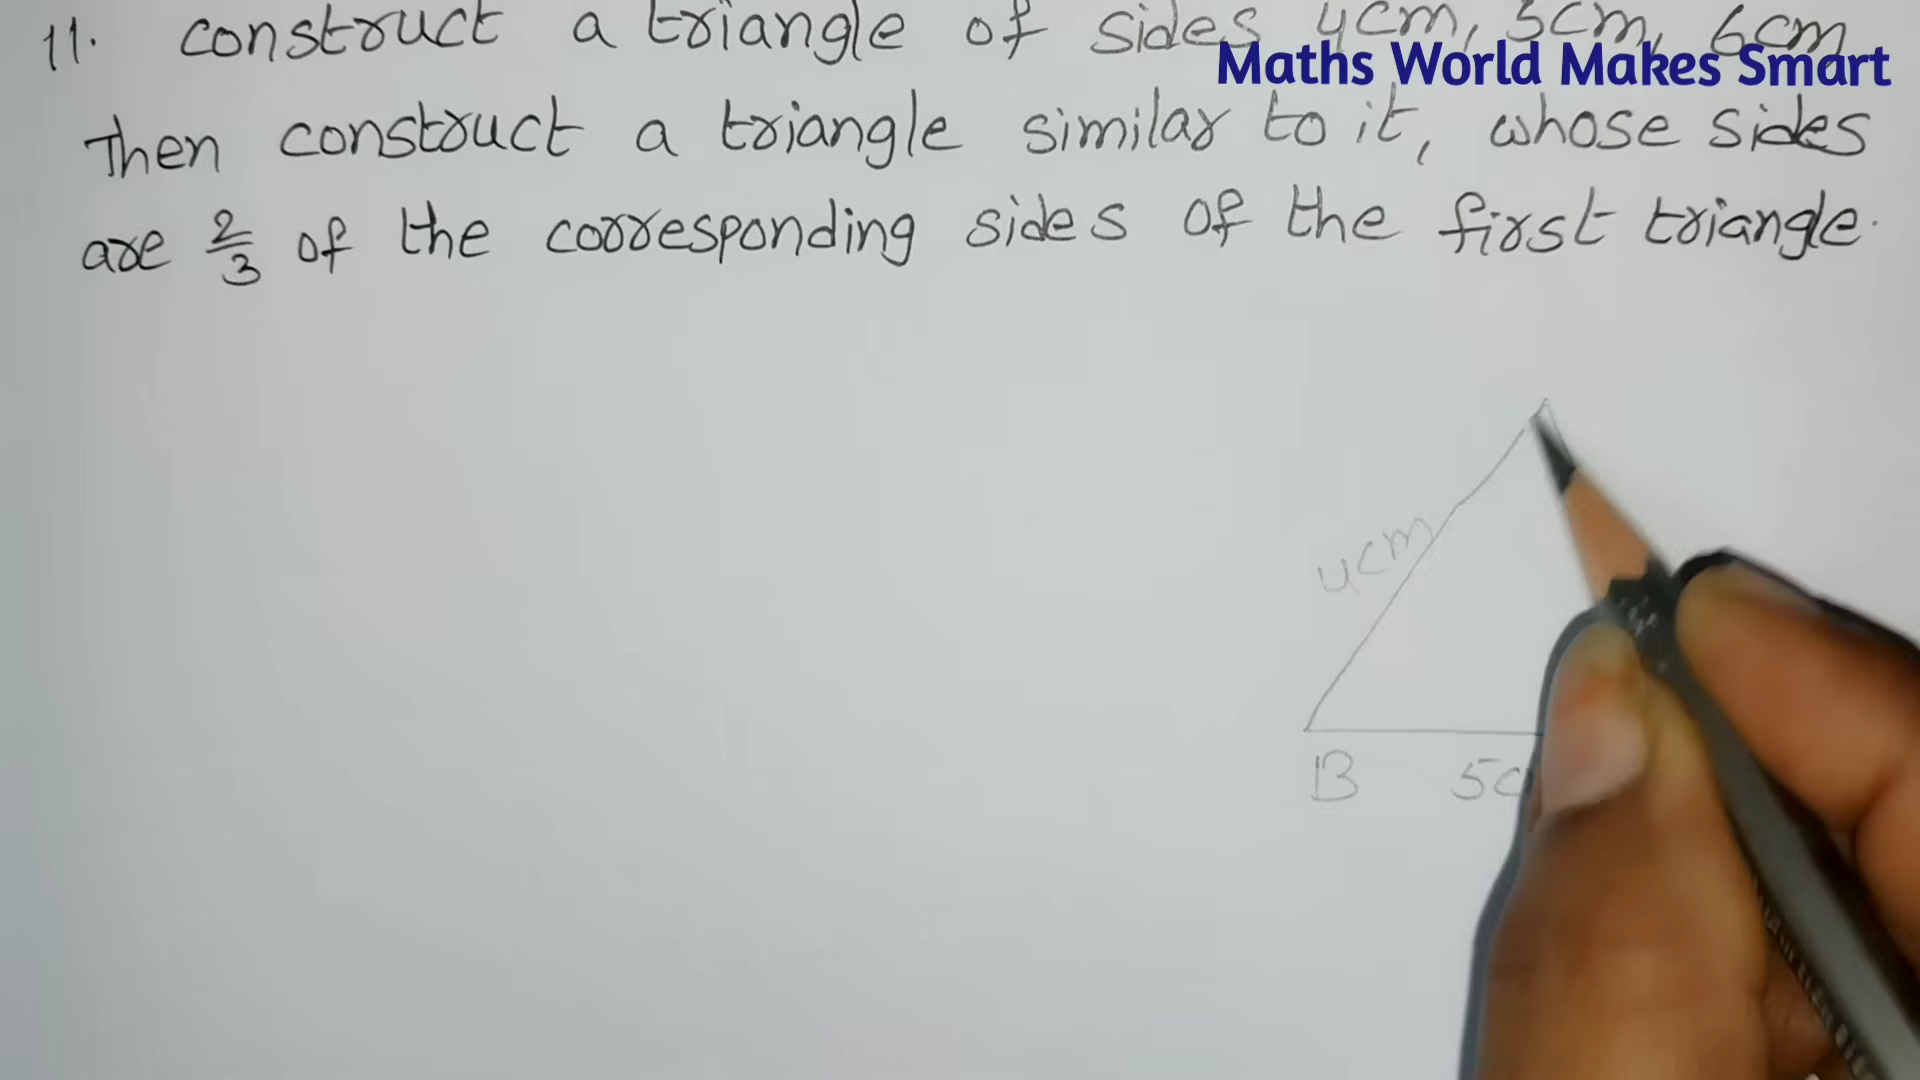 11. construct a triangle of sides 4cm, 5cm, 6cm
Maths World Makes Smart
Then construct a triangle similar to it, whose sides
are 2/3 of the corresponding sides of the first triangle.
4cm
B 5c